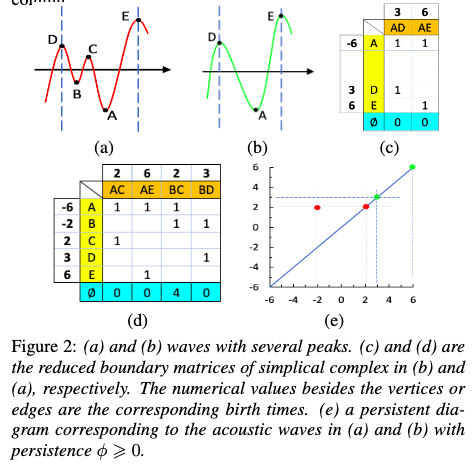 D
C
B
A
E
(a)
D
E
A
(b)
3 6
AD AE
-6 A 1 1
3 D 1
6 E 1
Ø 0 0
(c)
2 6 2 3
AC AE BC BD
-6 A 1 1 1
-2 B 1 1
2 C 1
3 D 1
6 E 1
Ø 0 0 4 0
(d)
6
4
2
0
-2
-4
-6
-6 -4 -2 0 2 4 6
(e)
Figure 2: (a) and (b) waves with several peaks. (c) and (d) are
the reduced boundary matrices of simplical complex in (b) and
(a), respectively. The numerical values besides the vertices or
edges are the corresponding birth times. (e) a persistent dia-
gram corresponding to the acoustic waves in (a) and (b) with
persistence ϕ ⩾ 0.